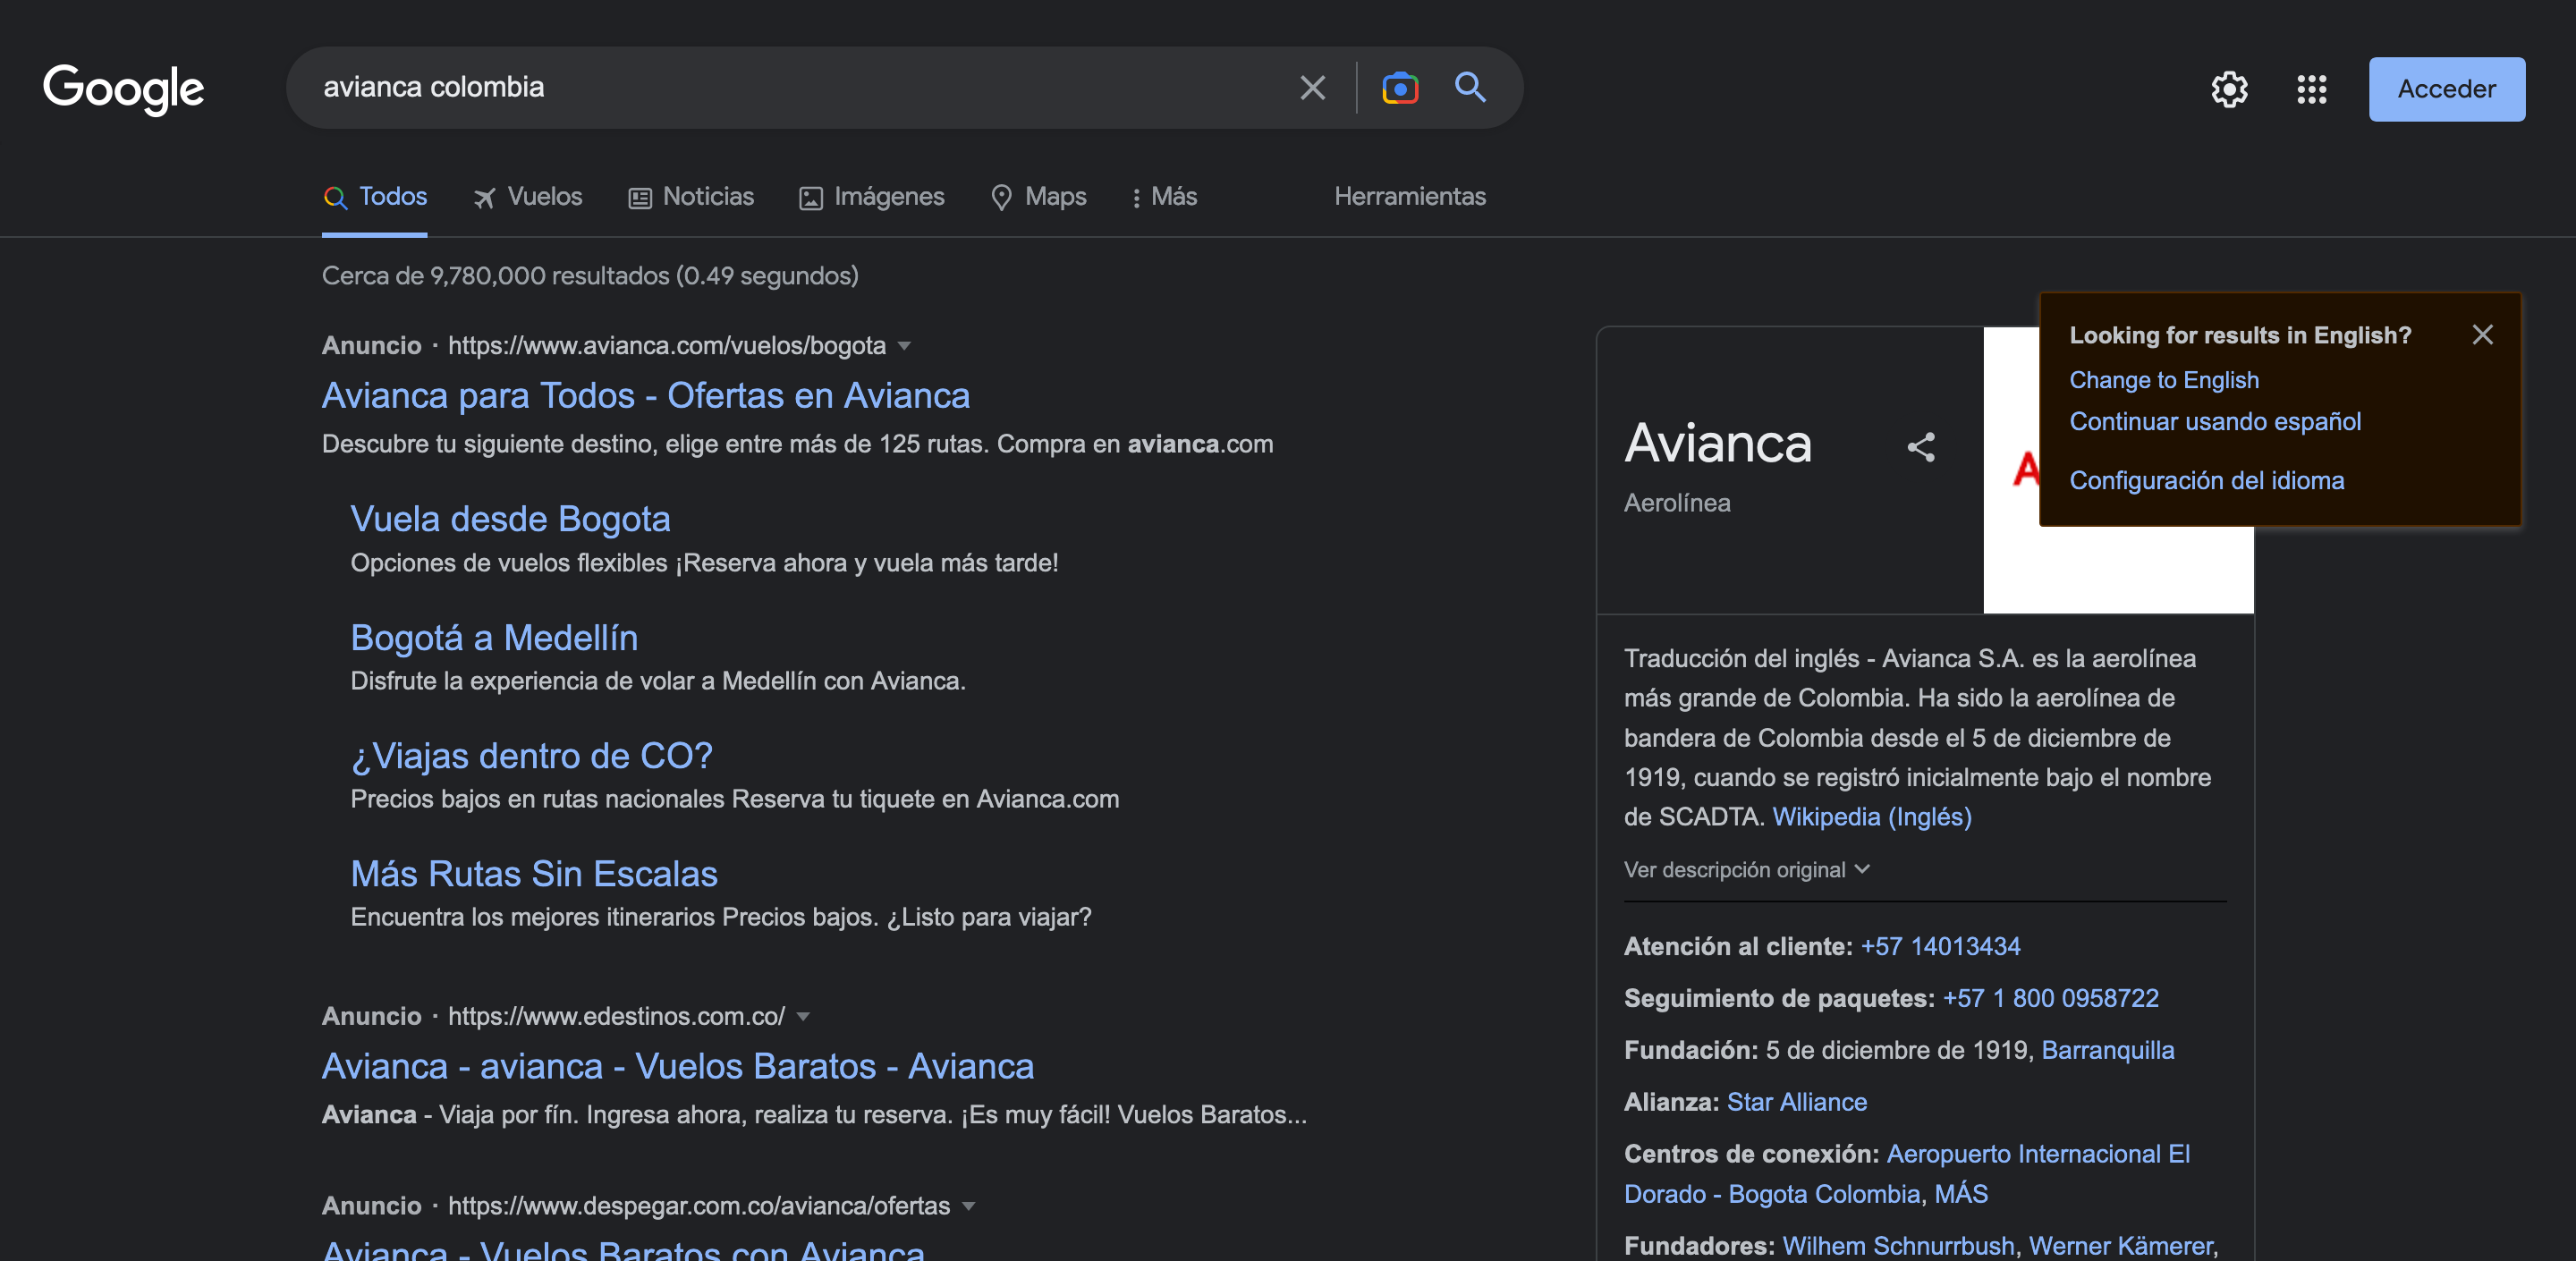 Google
avianca colombia
Acceder
Todos
Vuelos
Noticias
Imágenes
Maps
Más
Herramientas
Cerca de 9,780,000 resultados (0.49 segundos)
Anuncio · https://www.avianca.com/vuelos/bogota
Avianca para Todos - Ofertas en Avianca
Descubre tu siguiente destino, elige entre más de 125 rutas. Compra en avianca.com
Vuela desde Bogota
Opciones de vuelos flexibles ¡Reserva ahora y vuela más tarde!
Bogotá a Medellín
Disfrute la experiencia de volar a Medellín con Avianca.
¿Viajas dentro de CO?
Precios bajos en rutas nacionales Reserva tu tiquete en Avianca.com
Más Rutas Sin Escalas
Encuentra los mejores itinerarios Precios bajos. ¿Listo para viajar?
Anuncio · https://www.edestinos.com.co/
Avianca - avianca - Vuelos Baratos - Avianca
Avianca - Viaja por fín. Ingresa ahora, realiza tu reserva. ¡Es muy fácil! Vuelos Baratos...
Anuncio · https://www.despegar.com.co/avianca/ofertas
Avianca - Vuelos Baratos con Avianca
Looking for results in English?
Change to English
Continuar usando español
Configuración del idioma
Avianca
Aerolínea
A
Traducción del inglés - Avianca S.A. es la aerolínea
más grande de Colombia. Ha sido la aerolínea de
bandera de Colombia desde el 5 de diciembre de
1919, cuando se registró inicialmente bajo el nombre
de SCADTA. Wikipedia (Inglés)
Ver descripción original
Atención al cliente: +57 14013434
Seguimiento de paquetes: +57 1 800 0958722
Fundación: 5 de diciembre de 1919, Barranquilla
Alianza: Star Alliance
Centros de conexión: Aeropuerto Internacional El
Dorado - Bogota Colombia, MÁS
Fundadores: Wilhem Schnurrbush, Werner Kämerer,